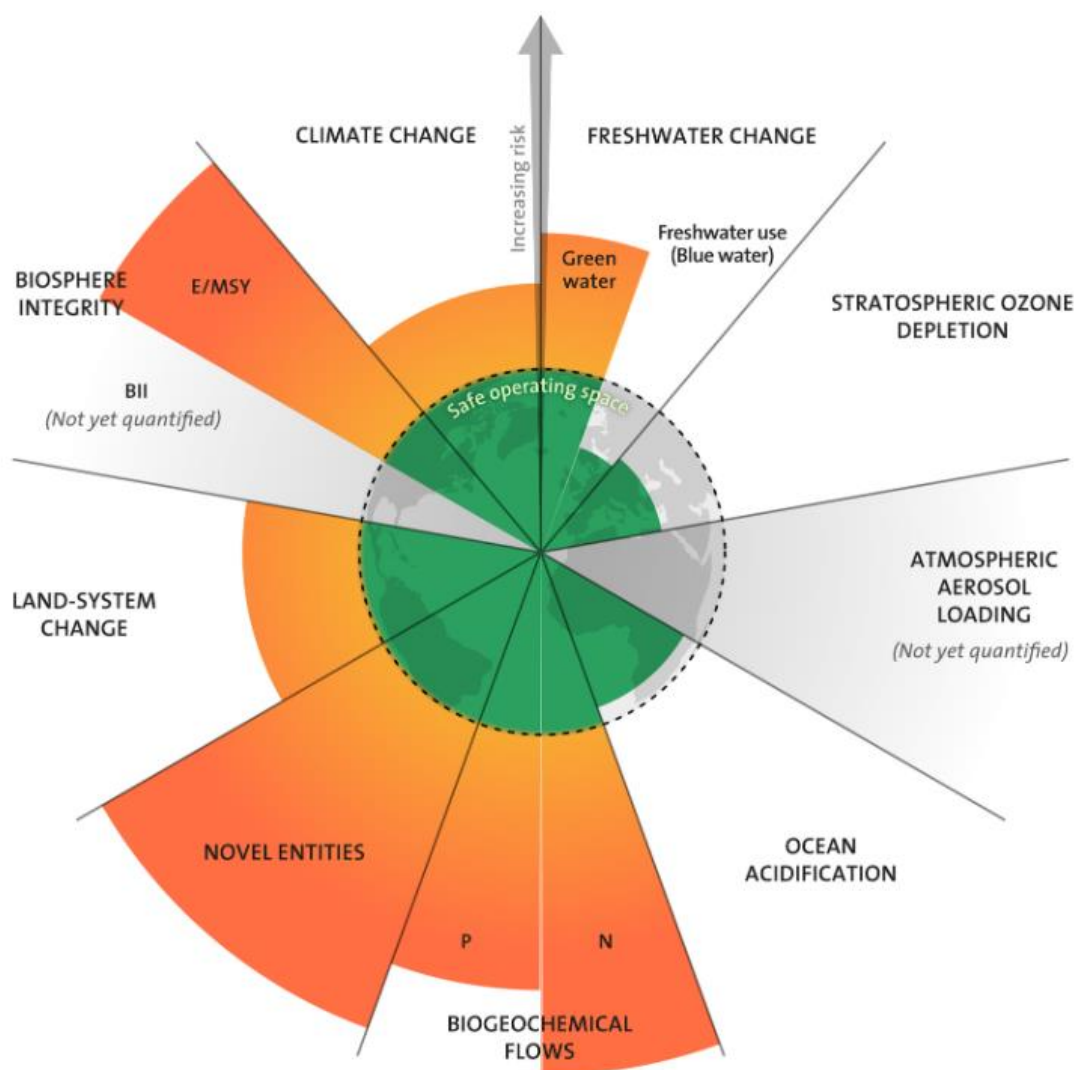 CLIMATE CHANGE
Increasing risk
FRESHWATER CHANGE
Freshwater use
(Blue water)
Green
water
BIOSPHERE
INTEGRITY
E/MSY
STRATOSPHERIC OZONE
DEPLETION
BII
(Not yet quantified)
Safe operating space
ATMOSPHERIC
AEROSOL
LOADING
(Not yet quantified)
LAND-SYSTEM
CHANGE
NOVEL ENTITIES
OCEAN
ACIDIFICATION
P
N
BIOGEOCHEMICAL
FLOWS